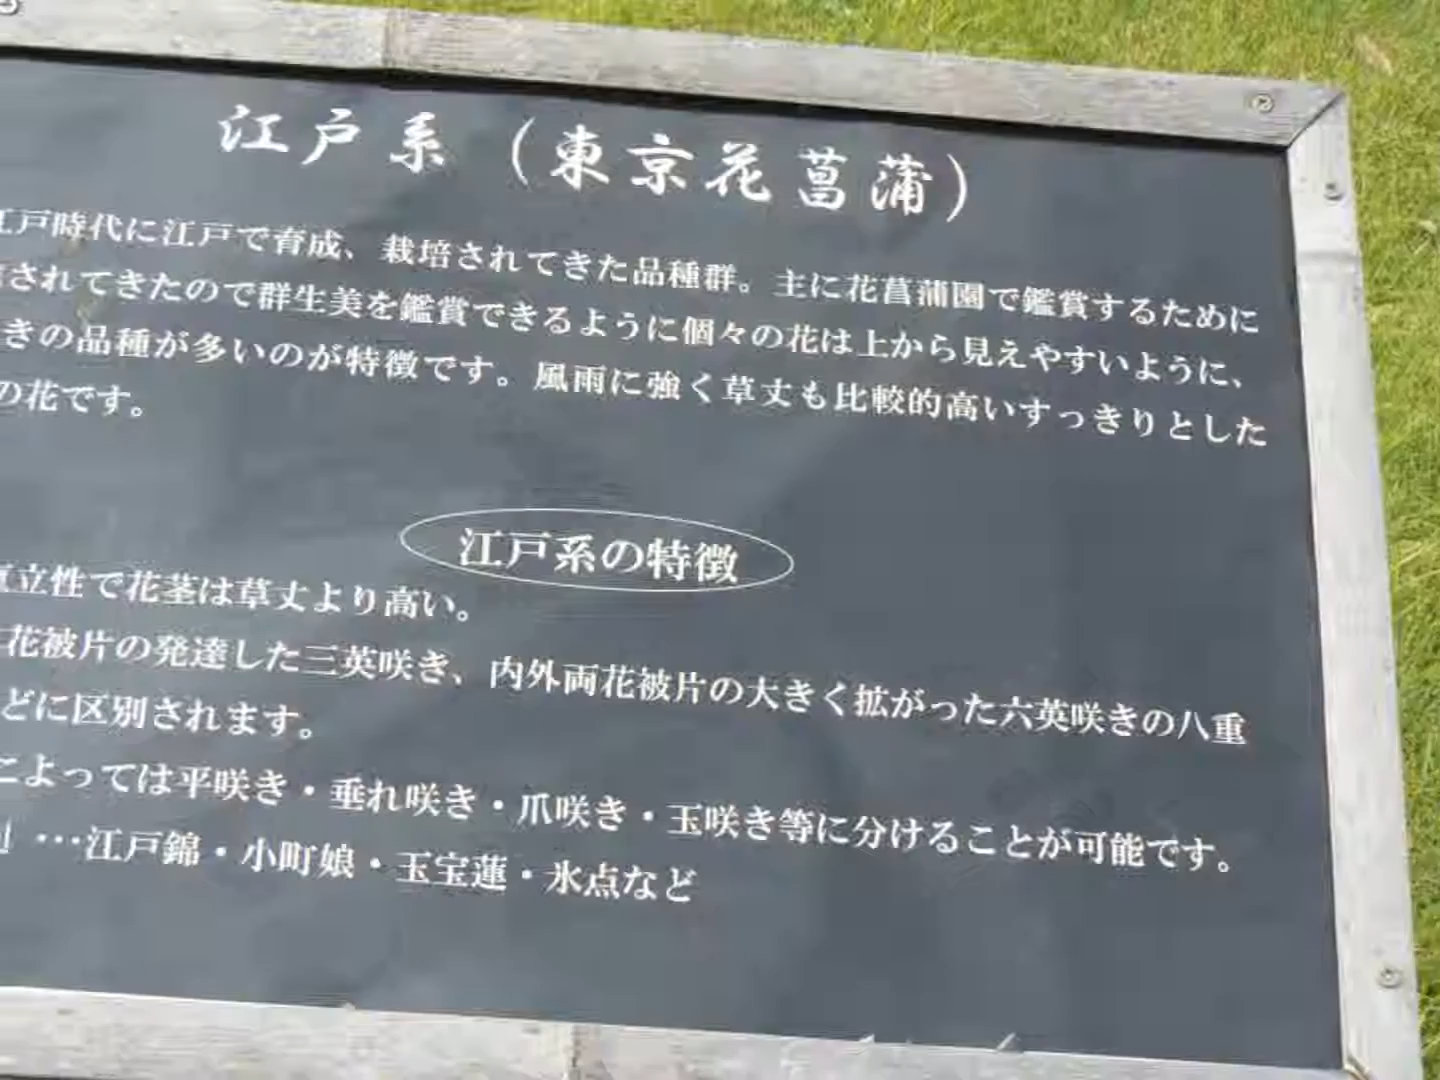 江戸系（東京花菖蒲）
江戸時代に江戸で育成、栽培されてきた品種群。主に花菖蒲園で鑑賞するために
されてきたので群生美を鑑賞できるように個々の花は上から見えやすいように、
きの品種が多いのが特徴です。風雨に強く草丈も比較的高いすっきりとした
の花です。
江戸系の特徴
直立性で花茎は草丈より高い。
花被片の発達した三英咲き、内外両花被片の大きく拡がった六英咲きの八重
どに区別されます。
によっては平咲き・垂れ咲き・爪咲き・玉咲き等に分けることが可能です。
』…江戸錦・小町娘・玉宝蓮・氷点など